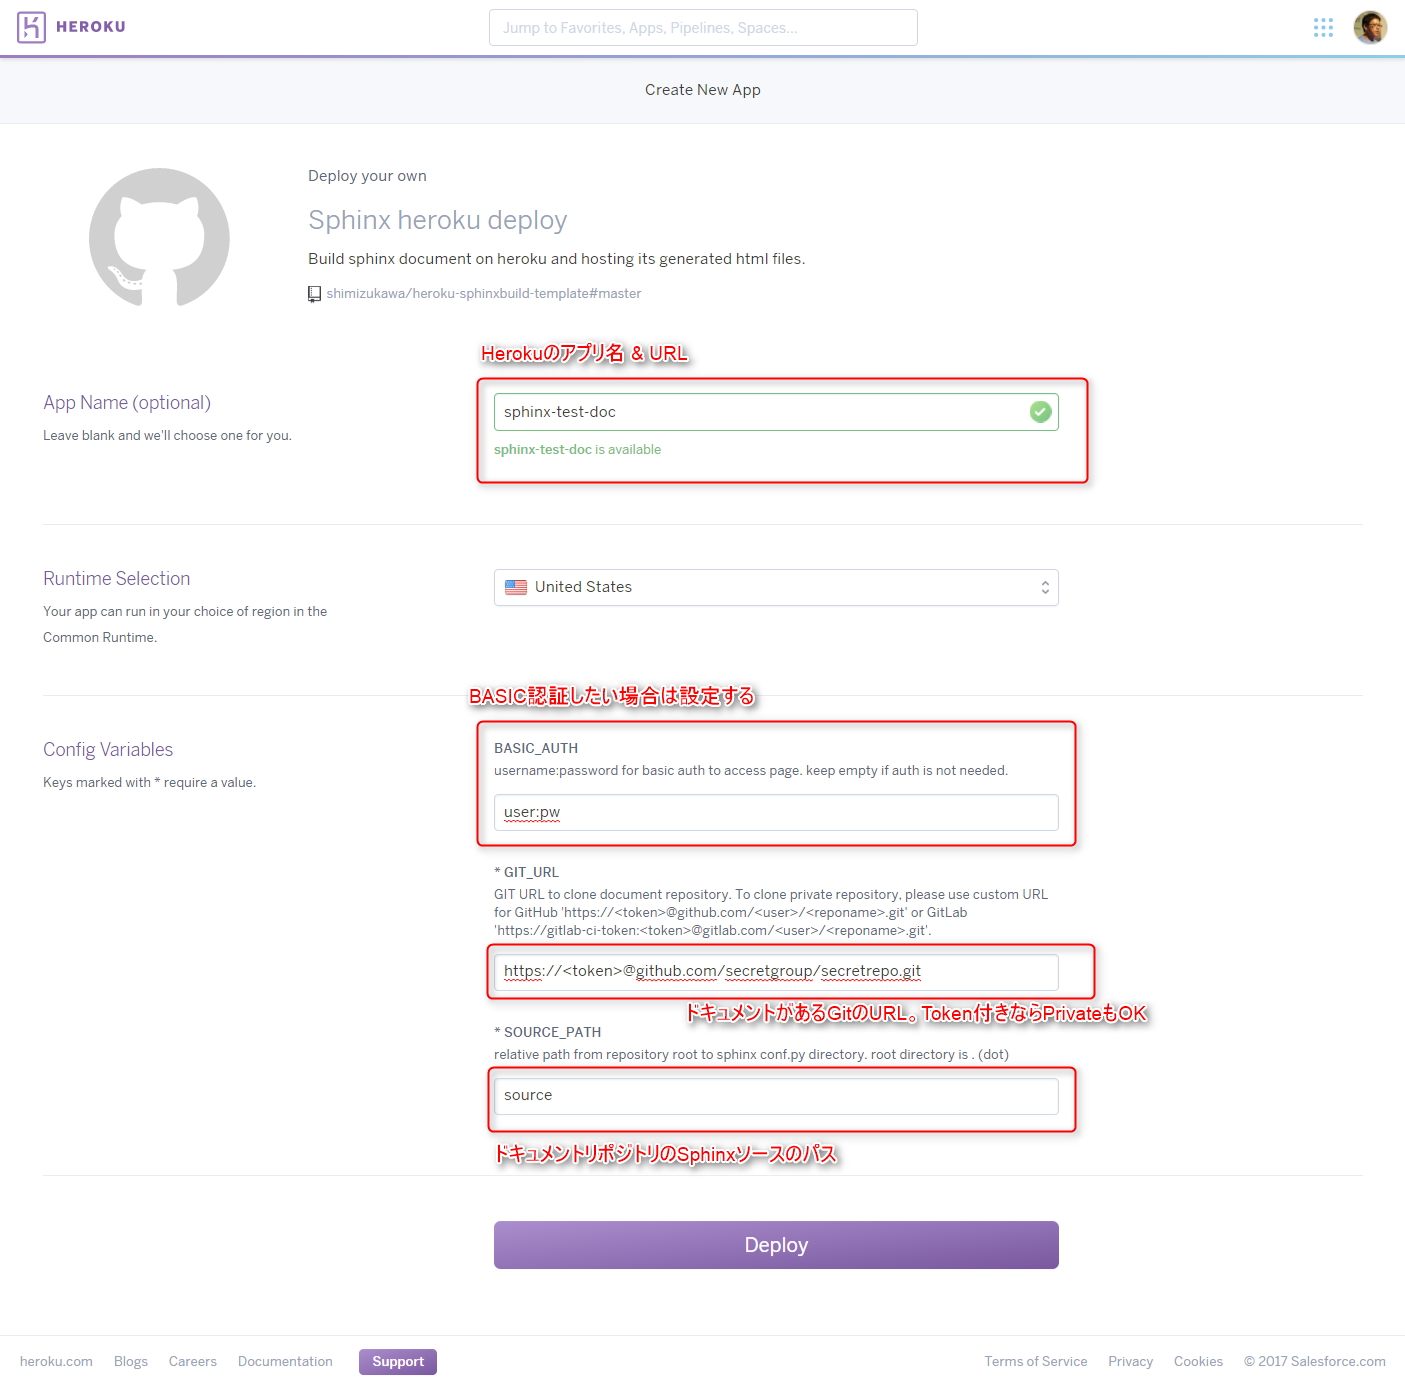 HEROKU
Jump to Favorites, Apps, Pipelines, Spaces...
Create New App
Deploy your own
Sphinx heroku deploy
Build sphinx document on heroku and hosting its generated html files.
shimizukawa/heroku-sphinxbuild-template#master
Herokuのアプリ名 & URL
App Name (optional)
Leave blank and we'll choose one for you.
sphinx-test-doc
sphinx-test-doc is available
Runtime Selection
Your app can run in your choice of region in the
Common Runtime.
United States
BASIC認証したい場合は設定する
Config Variables
Keys marked with * require a value.
BASIC_AUTH
username:password for basic auth to access page. keep empty if auth is not needed.
user:pw
* GIT_URL
GIT URL to clone document repository. To clone private repository, please use custom URL
for GitHub 'https://<token>@github.com/<user>/<reponame>.git' or GitLab
'https://gitlab-ci-token:<token>@gitlab.com/<user>/<reponame>.git'.
https://<token>@github.com/secretgroup/secretrepo.git
ドキュメントがあるGitのURL。Token付きならPrivateもOK
* SOURCE_PATH
relative path from repository root to sphinx conf.py directory. root directory is . (dot)
source
ドキュメントリポジトリのSphinxソースのパス
Deploy
heroku.com Blogs Careers Documentation Support Terms of Service Privacy Cookies © 2017 Salesforce.com